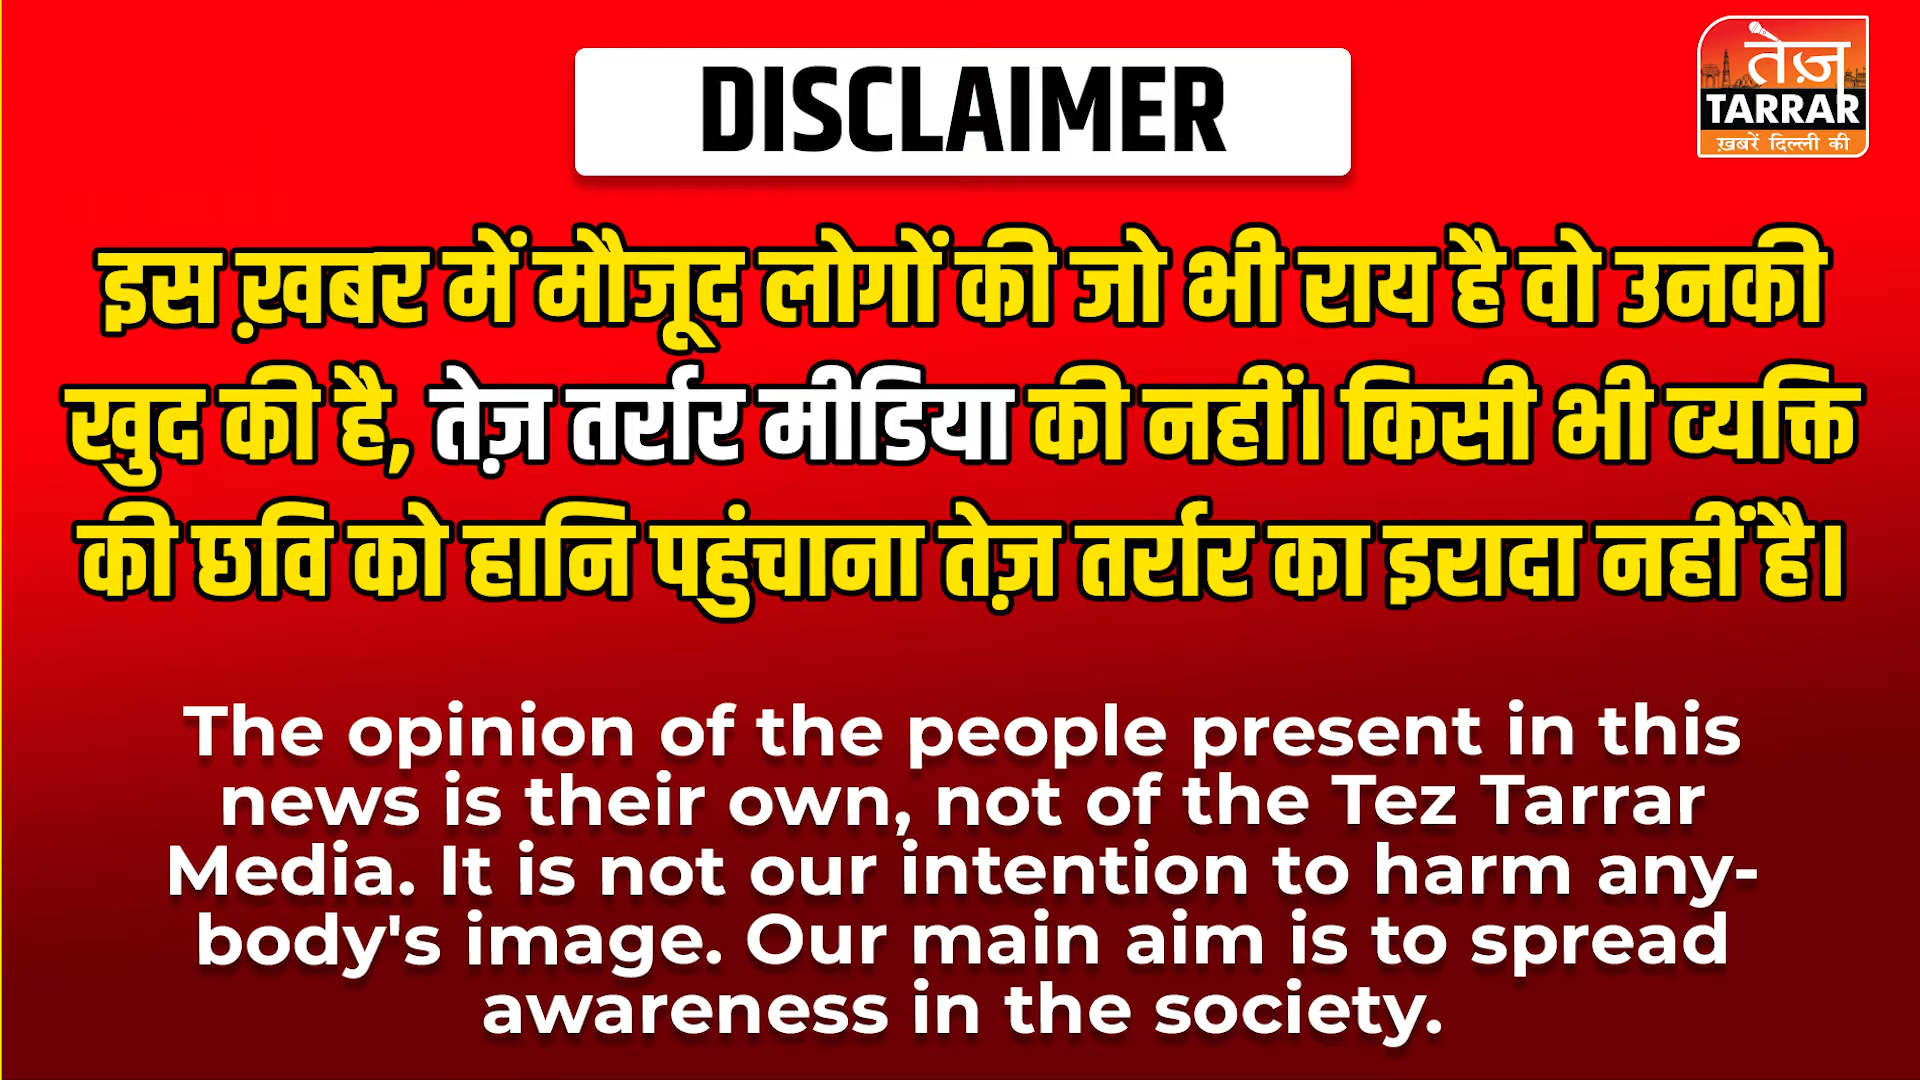 DISCLAIMER
तेज़
TARRAR
ख़बरें दिल्ली की
इस ख़बर में मौजूद लोगों की जो भी राय है वो उनकी
खुद की है, तेज़ तर्रार मीडिया की नहीं। किसी भी व्यक्ति
की छवि को हानि पहुंचाना तेज़ तर्रार का इरादा नहीं है।
The opinion of the people present in this
news is their own, not of the Tez Tarrar
Media. It is not our intention to harm any-
body's image. Our main aim is to spread
awareness in the society.